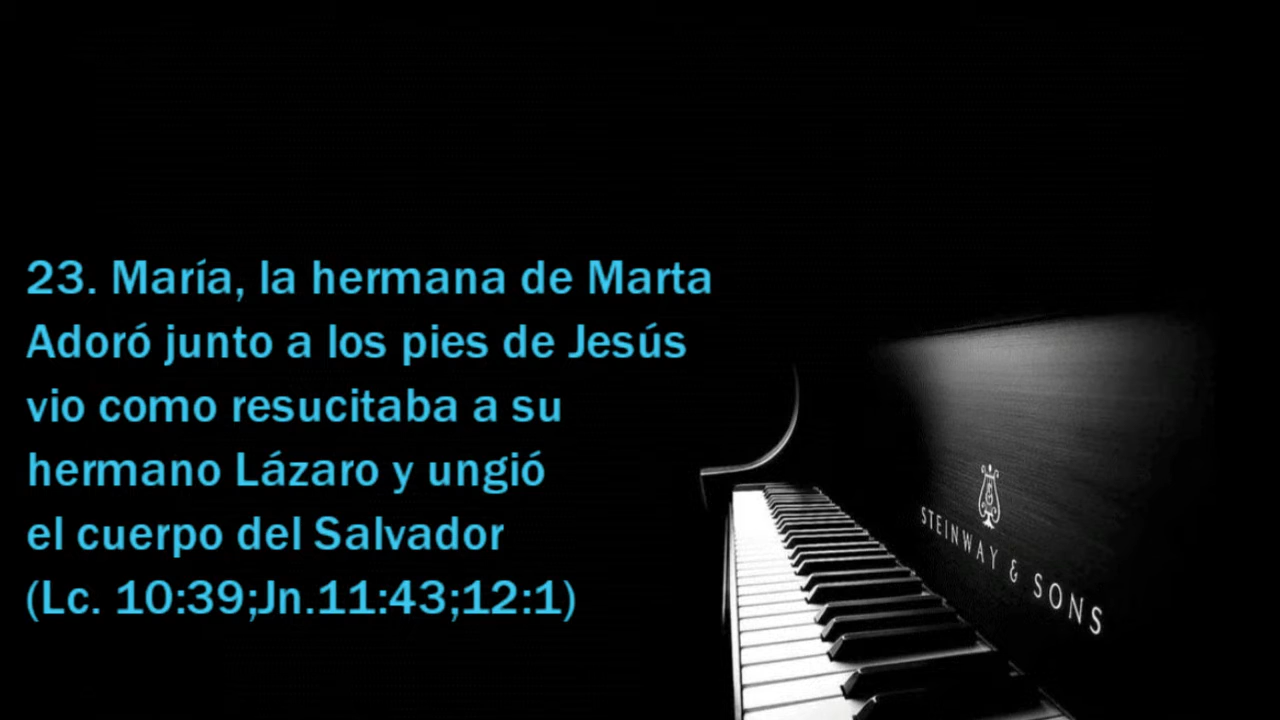 23. María, la hermana de Marta
Adoró junto a los pies de Jesús
vio como resucitaba a su
hermano Lázaro y ungió
el cuerpo del Salvador
(Lc. 10:39;Jn.11:43;12:1)
STEINWAY & SONS